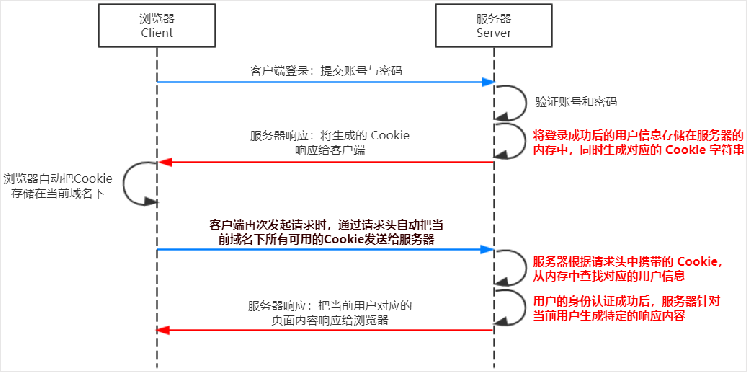 浏览器
Client
服务器
Server
客户端登录：提交账号与密码
验证账号和密码
将登录成功后的用户信息存储在服务器的
内存中，同时生成对应的 Cookie 字符串
服务器响应：将生成的 Cookie
响应给客户端
浏览器自动把Cookie
存储在当前域名下
客户端再次发起请求时，通过请求头自动把当
前域名下所有可用的Cookie发送给服务器
服务器根据请求头中携带的 Cookie，
从内存中查找对应的用户信息
用户的身份认证成功后，服务器针对
当前用户生成特定的响应内容
服务器响应：把当前用户对应的
页面内容响应给浏览器